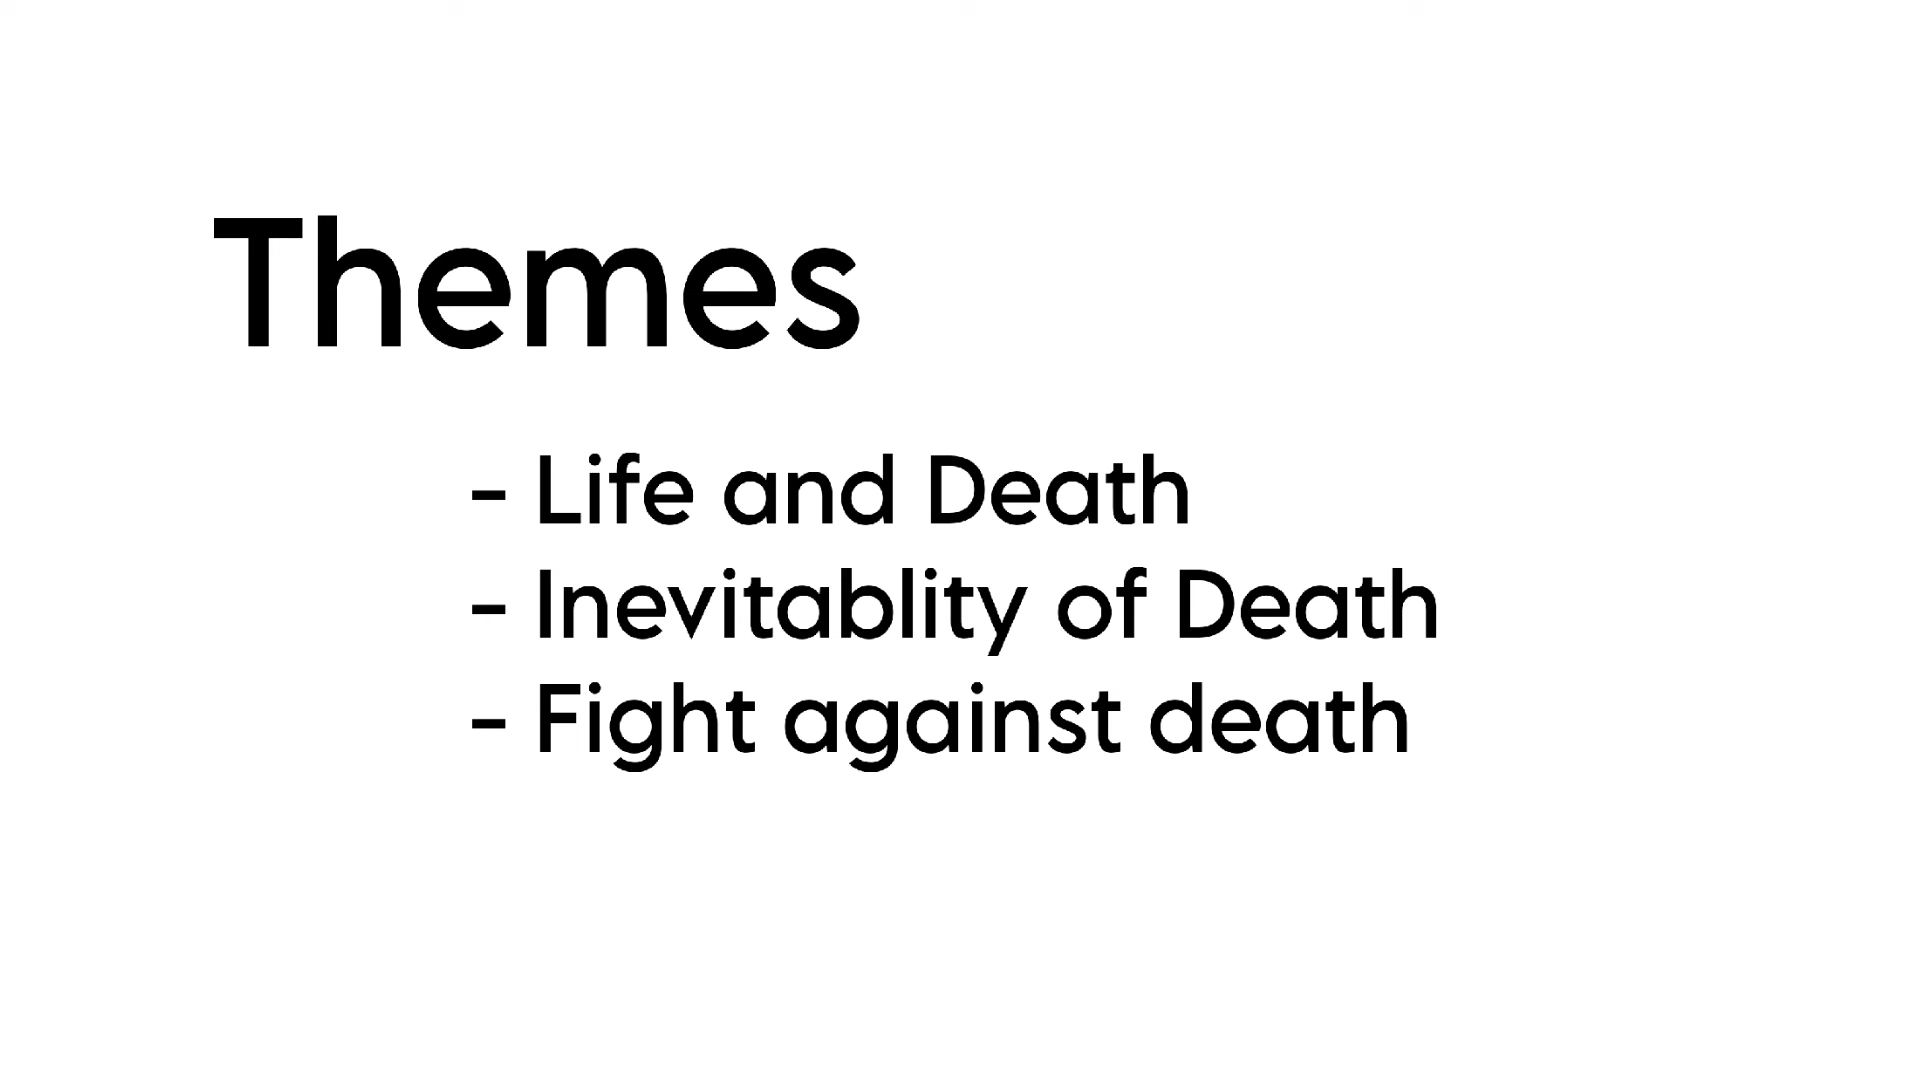 Themes
- Life and Death
- Inevitablity of Death
- Fight against death